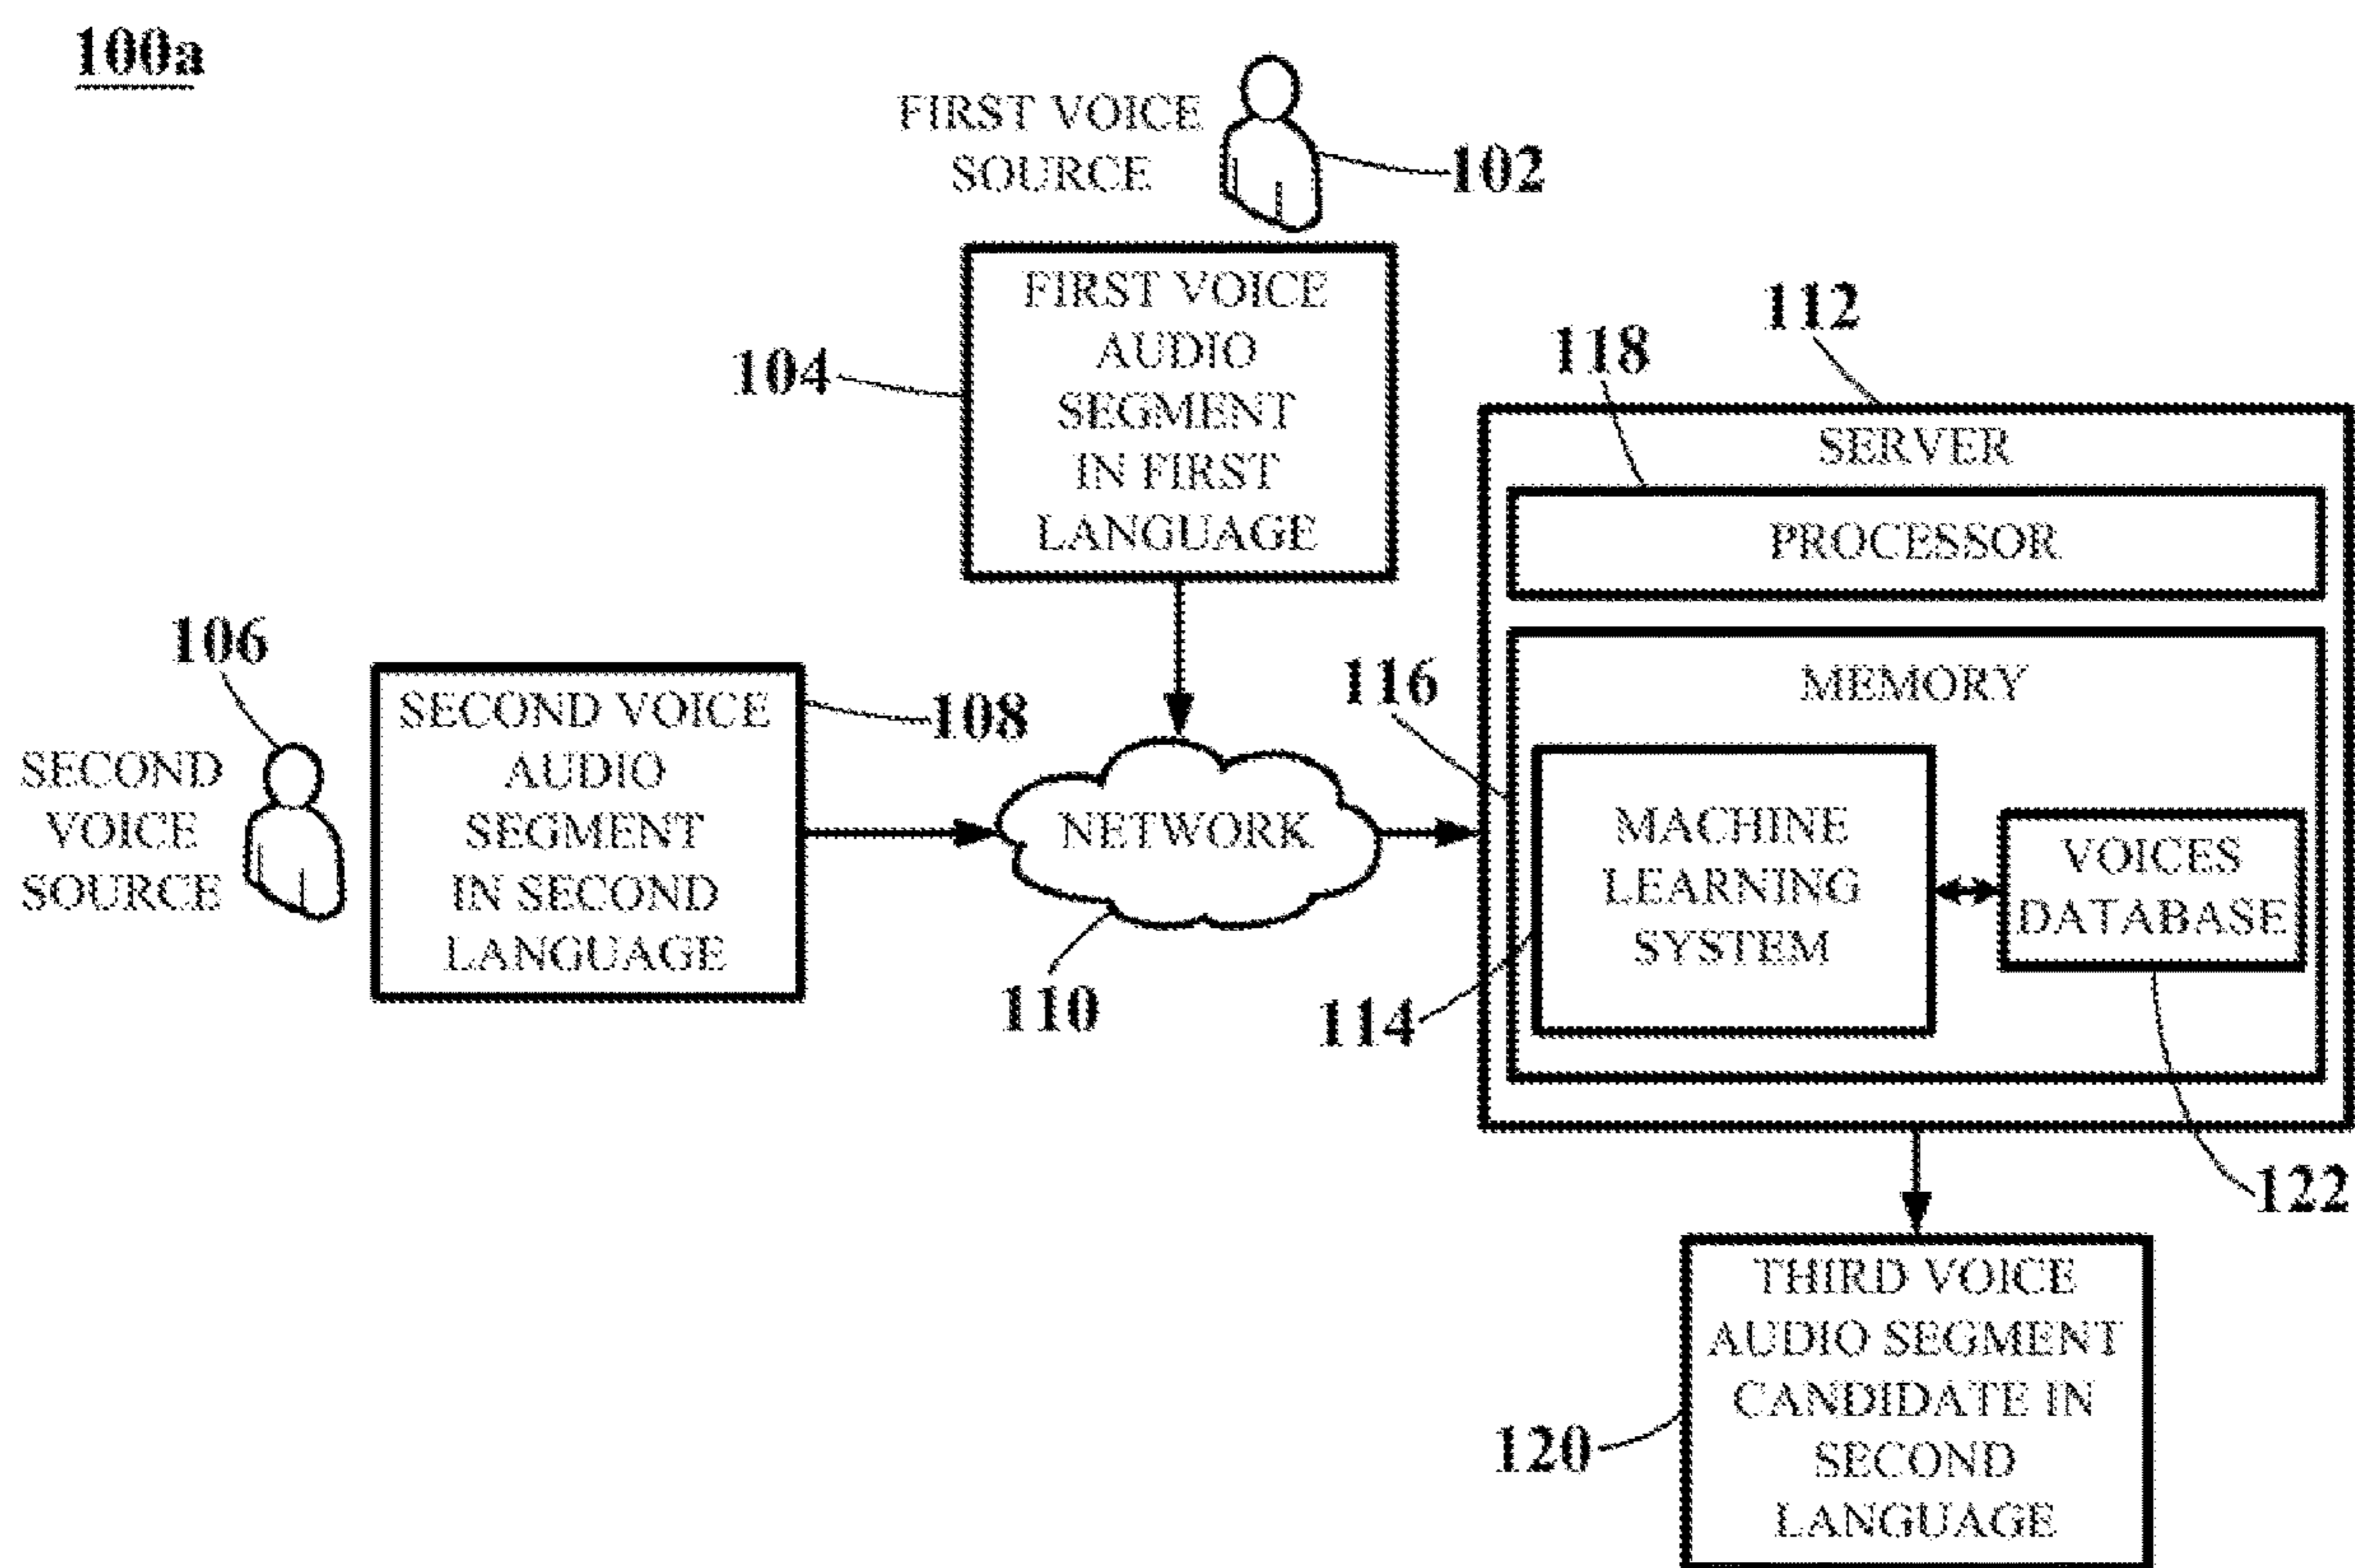 100a
FIRST VOICE
SOURCE
102
FIRST VOICE
AUDIO
SEGMENT
IN FIRST
LANGUAGE
104
112
118
SERVER
PROCESSOR
106
SECOND
VOICE
SOURCE
SECOND VOICE
AUDIO
SEGMENT
IN SECOND
LANGUAGE
108
NETWORK
110
116
MEMORY
MACHINE
LEARNING
SYSTEM
VOICES
DATABASE
114
122
THIRD VOICE
AUDIO SEGMENT
CANDIDATE IN
SECOND
LANGUAGE
120